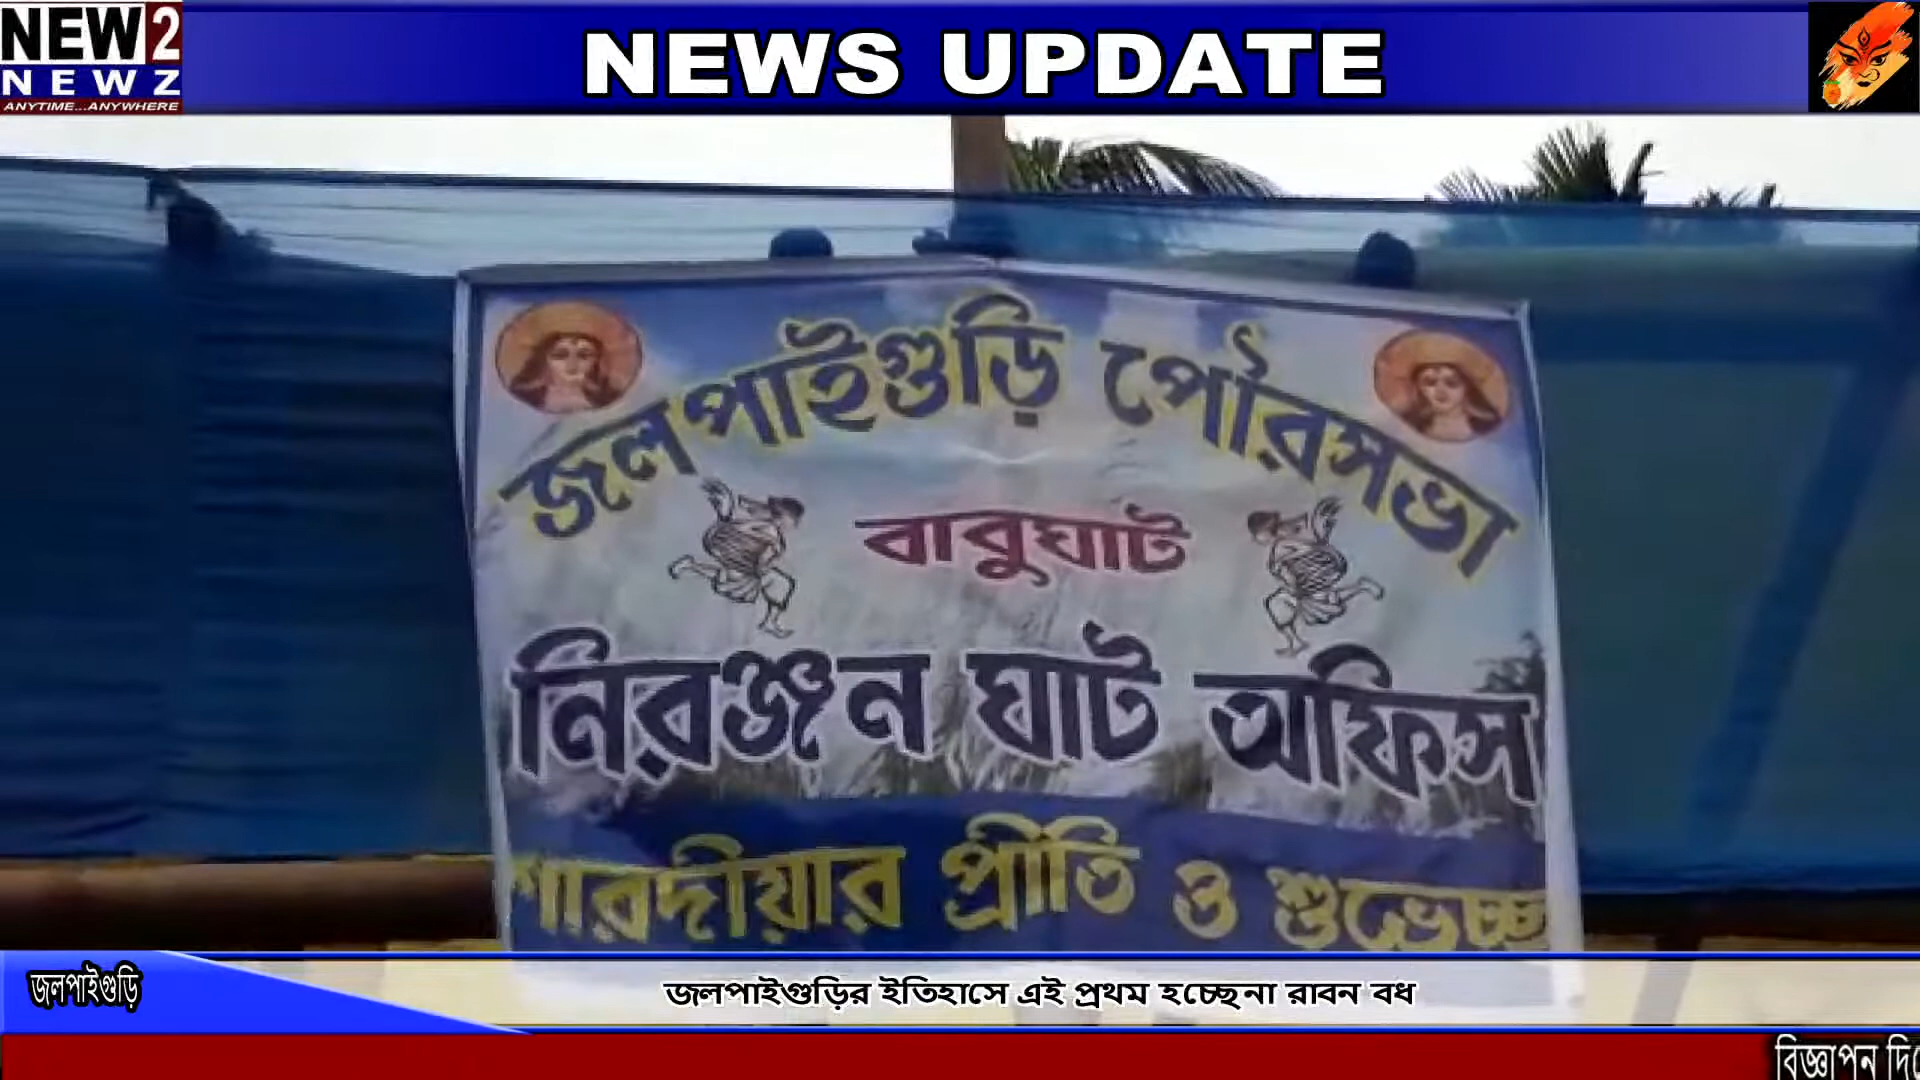 NEW2
NEWZ
ANYTIME...ANYWHERE
NEWS UPDATE
জলপাইগুড়ি পৌরসভা
বাবুঘাট
নিরঞ্জন ঘাট অফিস
শারদীয়ার প্রীতি ও শুভেচ্ছ
জলপাইগুড়ি
জলপাইগুড়ির ইতিহাসে এই প্রথম হচ্ছেনা রাবন বধ
বিজ্ঞাপন